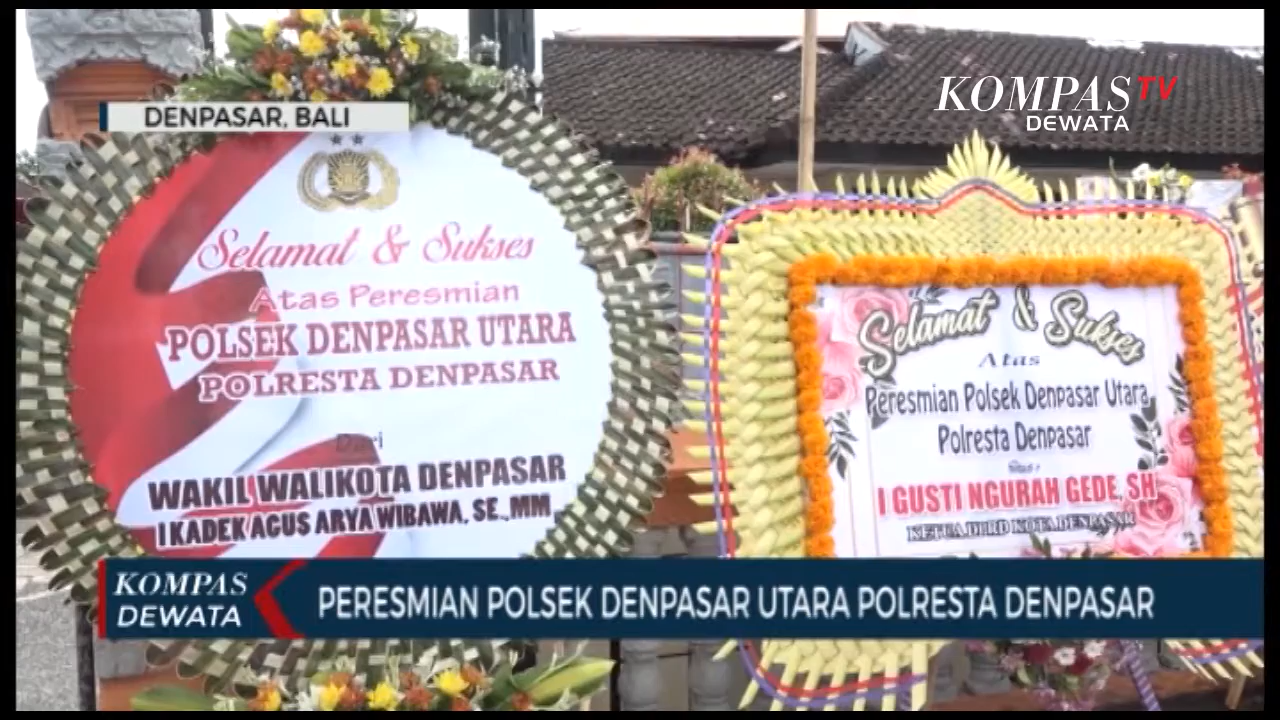 DENPASAR, BALI
KOMPASTV
DEWATA
Selamat & Sukses
Atas Peresmian
POLSEK DENPASAR UTARA
POLRESTA DENPASAR
Dari
WAKIL WALIKOTA DENPASAR
I KADEK AGUS ARYA WIBAWA, SE.,MM
Selamat & Sukses
Atas
Peresmian Polsek Denpasar Utara
Polresta Denpasar
I GUSTI NGURAH GEDE, SH
KETUA DPRD KOTA DENPASAR
KOMPAS
DEWATA
PERESMIAN POLSEK DENPASAR UTARA POLRESTA DENPASAR